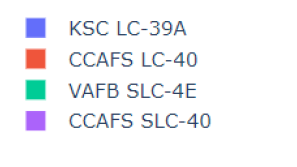 KSC LC-39A
CCAFS LC-40
VAFB SLC-4E
CCAFS SLC-40